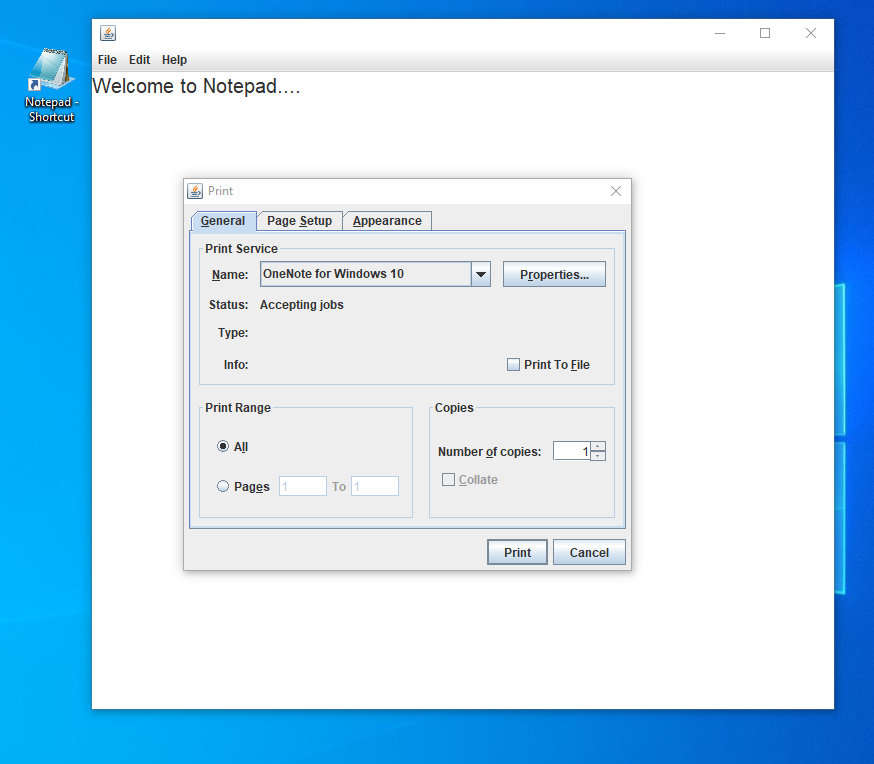 Notepad -
Shortcut
File Edit Help
Welcome to Notepad....
Print
General Page Setup Appearance
Print Service
Name: OneNote for Windows 10 Properties...
Status: Accepting jobs
Type:
Info: Print To File
Print Range
All
Pages 1 To 1
Copies
Number of copies: 1
Collate
Print Cancel